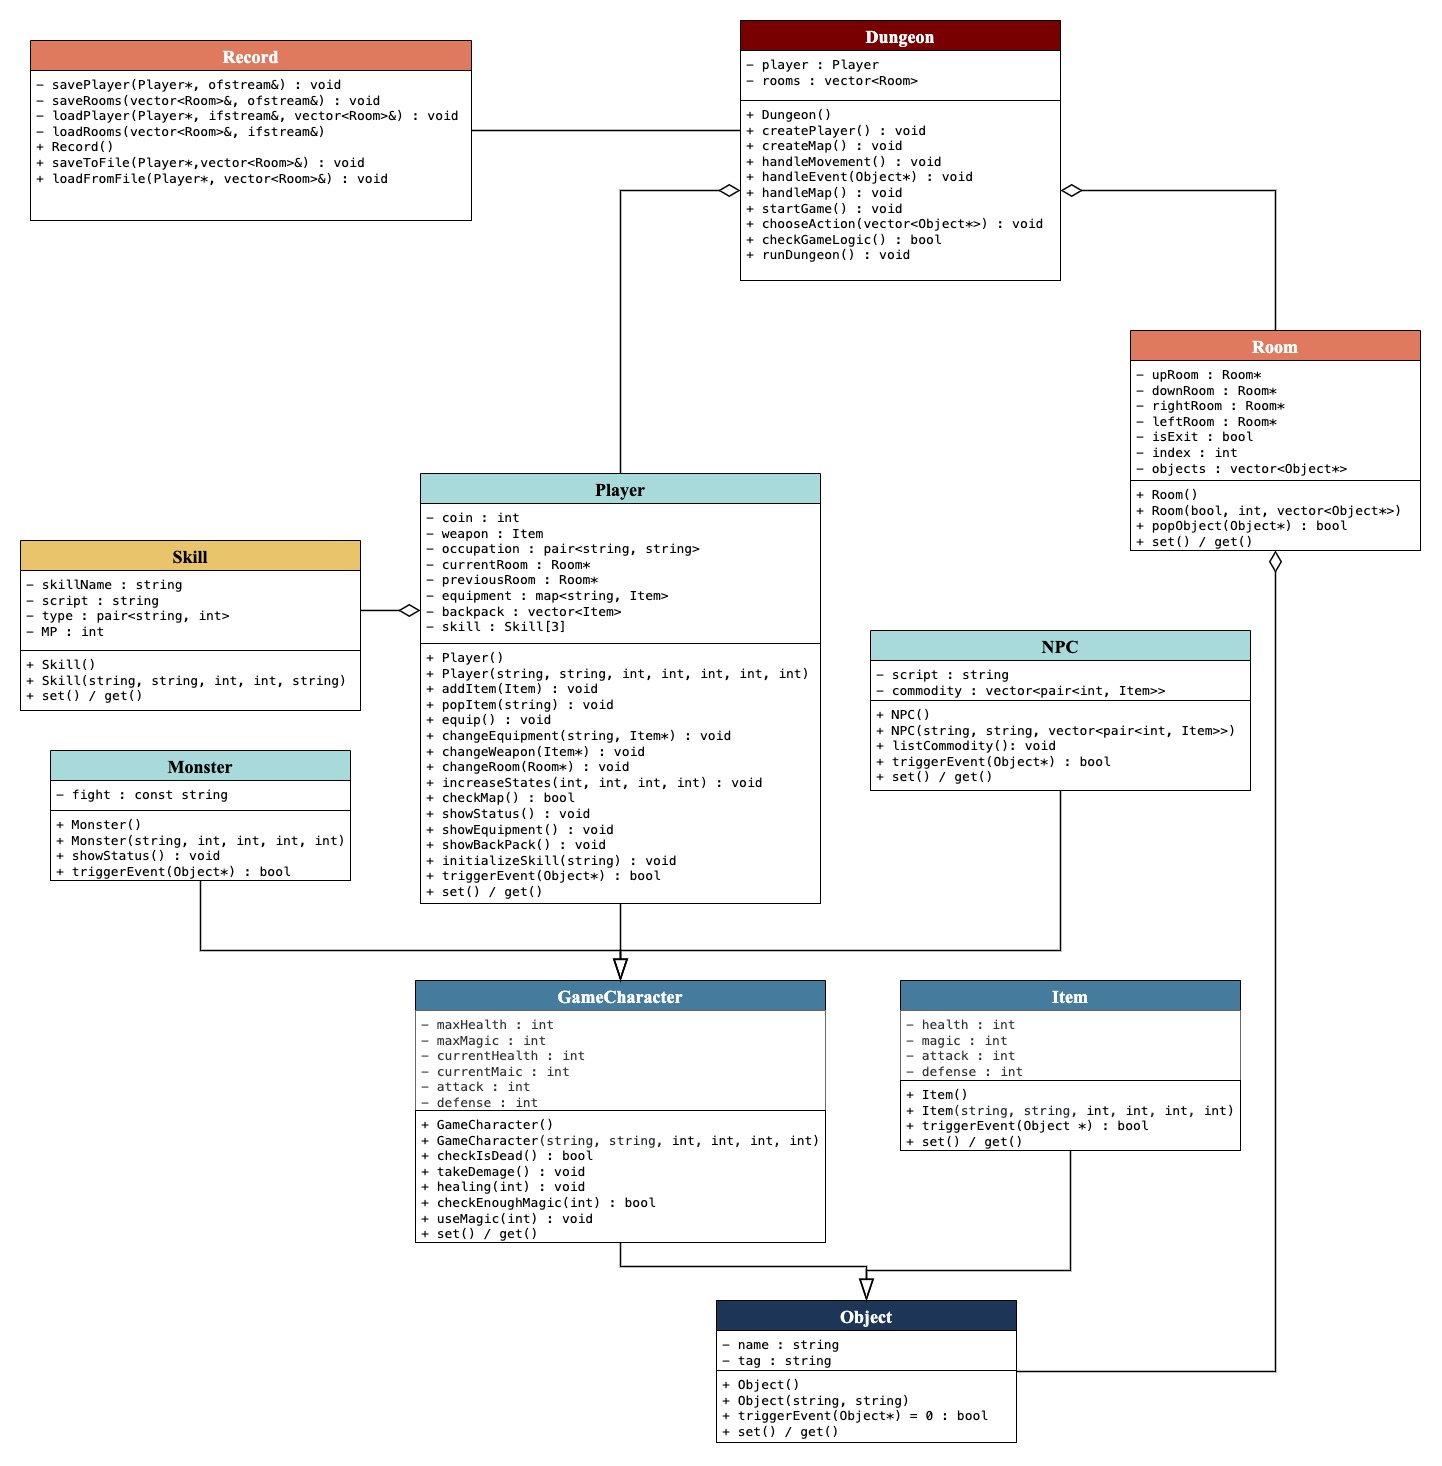 Record
− savePlayer(Player*, ofstream&) : void
− saveRooms(vector<Room>&, ofstream&) : void
− loadPlayer(Player*, ifstream&, vector<Room>&) : void
− loadRooms(vector<Room>&, ifstream&)
+ Record()
+ saveToFile(Player*,vector<Room>&) : void
+ loadFromFile(Player*, vector<Room>&) : void
Dungeon
− player : Player
− rooms : vector<Room>
+ Dungeon()
+ createPlayer() : void
+ createMap() : void
+ handleMovement() : void
+ handleEvent(Object*) : void
+ handleMap() : void
+ startGame() : void
+ chooseAction(vector<Object*>) : void
+ checkGameLogic() : bool
+ runDungeon() : void
Room
− upRoom : Room*
− downRoom : Room*
− rightRoom : Room*
− leftRoom : Room*
− isExit : bool
− index : int
− objects : vector<Object*>
+ Room()
+ Room(bool, int, vector<Object*>)
+ popObject(Object*) : bool
+ set() / get()
Player
− coin : int
− weapon : Item
− occupation : pair<string, string>
− currentRoom : Room*
− previousRoom : Room*
− equipment : map<string, Item>
− backpack : vector<Item>
− skill : Skill[3]
+ Player()
+ Player(string, string, int, int, int, int, int)
+ addItem(Item) : void
+ popItem(string) : void
+ equip() : void
+ changeEquipment(string, Item*) : void
+ changeWeapon(Item*) : void
+ changeRoom(Room*) : void
+ increaseStates(int, int, int, int) : void
+ checkMap() : bool
+ showStatus() : void
+ showEquipment() : void
+ showBackPack() : void
+ initializeSkill(string) : void
+ triggerEvent(Object*) : bool
+ set() / get()
Skill
− skillName : string
− script : string
− type : pair<string, int>
− MP : int
+ Skill()
+ Skill(string, string, int, int, string)
+ set() / get()
NPC
− script : string
− commodity : vector<pair<int, Item>>
+ NPC()
+ NPC(string, string, vector<pair<int, Item>>)
+ listCommodity(): void
+ triggerEvent(Object*) : bool
+ set() / get()
Monster
− fight : const string
+ Monster()
+ Monster(string, int, int, int, int)
+ showStatus() : void
+ triggerEvent(Object*) : bool
GameCharacter
− maxHealth : int
− maxMagic : int
− currentHealth : int
− currentMaic : int
− attack : int
− defense : int
+ GameCharacter()
+ GameCharacter(string, string, int, int, int, int)
+ checkIsDead() : bool
+ takeDemage() : void
+ healing(int) : void
+ checkEnoughMagic(int) : bool
+ useMagic(int) : void
+ set() / get()
Item
− health : int
− magic : int
− attack : int
− defense : int
+ Item()
+ Item(string, string, int, int, int, int)
+ triggerEvent(Object *) : bool
+ set() / get()
Object
− name : string
− tag : string
+ Object()
+ Object(string, string)
+ triggerEvent(Object*) = 0 : bool
+ set() / get()